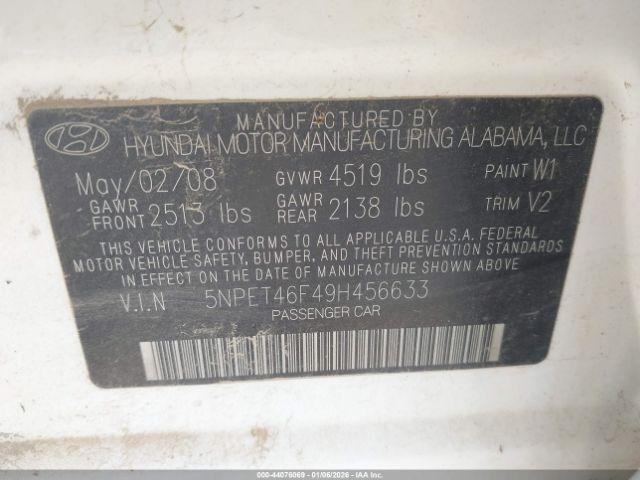 MANUFACTURED BY
HYUNDAI MOTOR MANUFACTURING ALABAMA, LLC
May/02/08 GVWR 4519 lbs PAINT W1
GAWR FRONT 2513 lbs GAWR REAR 2138 lbs TRIM V2
THIS VEHICLE CONFORMS TO ALL APPLICABLE U.S.A. FEDERAL
MOTOR VEHICLE SAFETY, BUMPER, AND THEFT PREVENTION STANDARDS
IN EFFECT ON THE DATE OF MANUFACTURE SHOWN ABOVE
V.I.N 5NPET46F49H456633
PASSENGER CAR
000-44076069 - 01/06/2026 - IAAI.COM